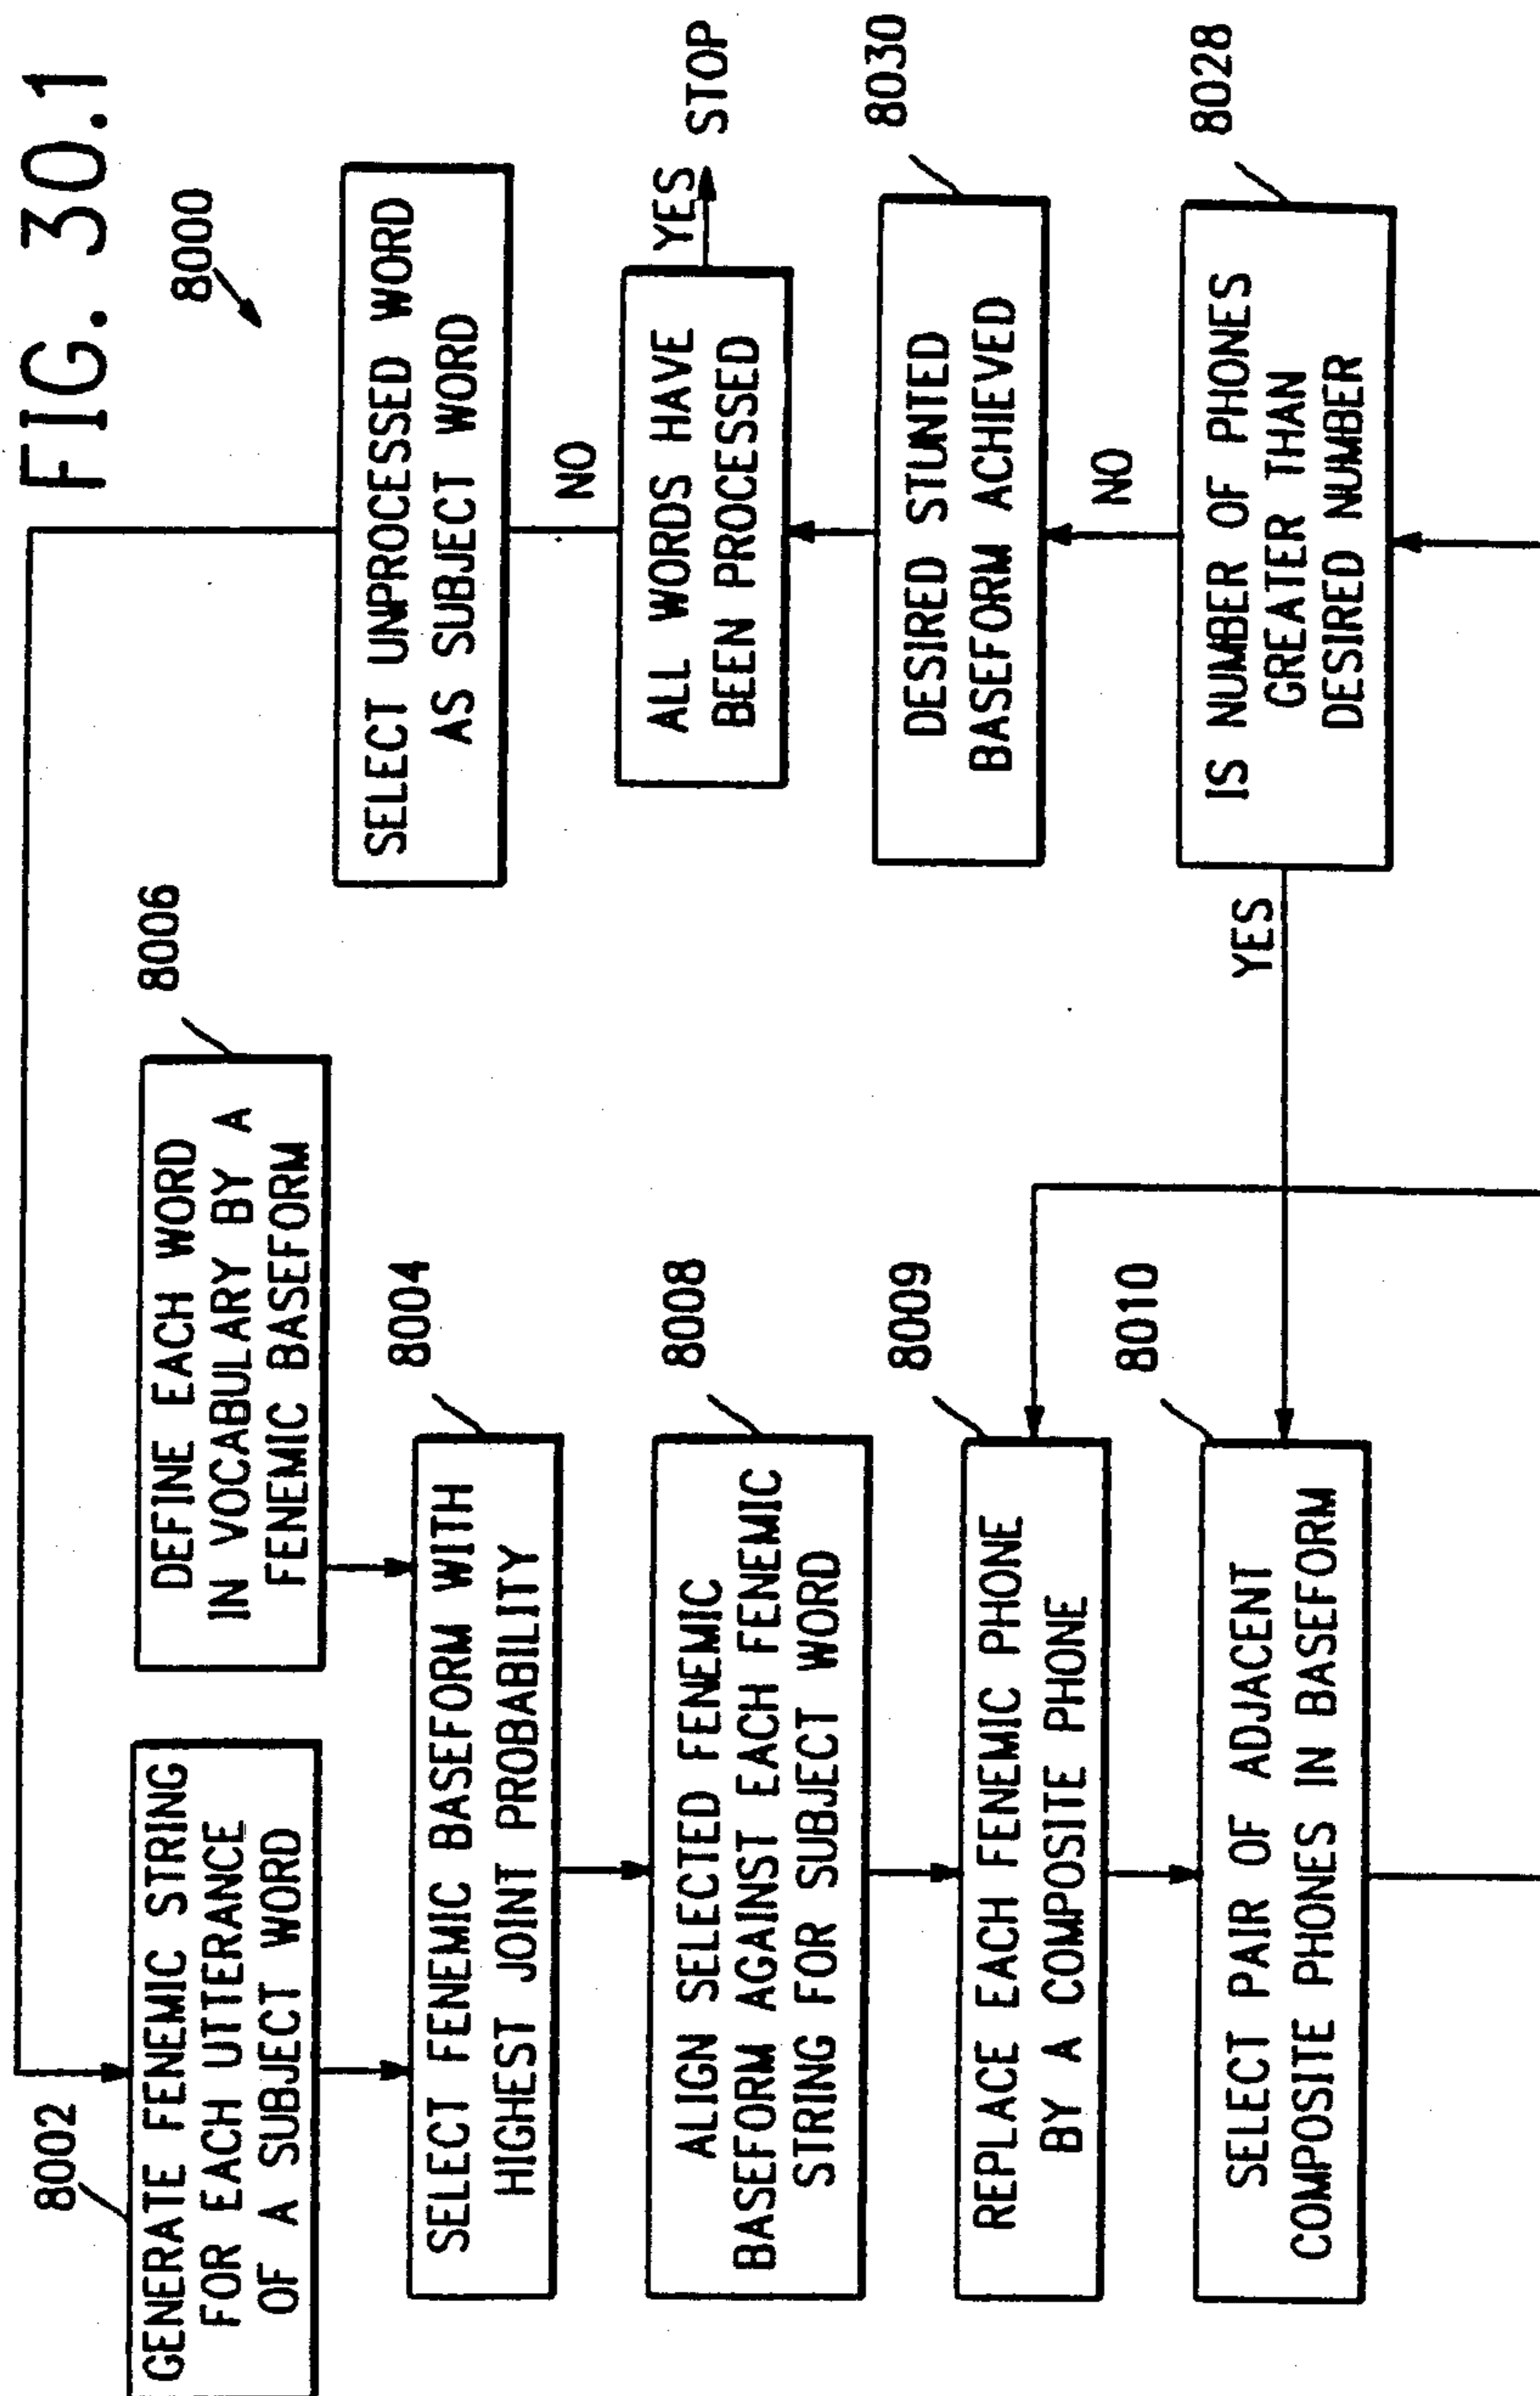 FIG. 30.1
8000
8002
GENERATE FENEMIC STRING
FOR EACH UTTERANCE
OF A SUBJECT WORD
8006
DEFINE EACH WORD
IN VOCABULARY BY A
FENEMIC BASEFORM
8004
SELECT FENEMIC BASEFORM WITH
HIGHEST JOINT PROBABILITY
8008
ALIGN SELECTED FENEMIC
BASEFORM AGAINST EACH FENEMIC
STRING FOR SUBJECT WORD
8009
REPLACE EACH FENEMIC PHONE
BY A COMPOSITE PHONE
8010
SELECT PAIR OF ADJACENT
COMPOSITE PHONES IN BASEFORM
SELECT UNPROCESSED WORD
AS SUBJECT WORD
NO
ALL WORDS HAVE
BEEN PROCESSED
YES
STOP
8030
DESIRED STUNTED
BASEFORM ACHIEVED
NO
8028
IS NUMBER OF PHONES
GREATER THAN
DESIRED NUMBER
YES